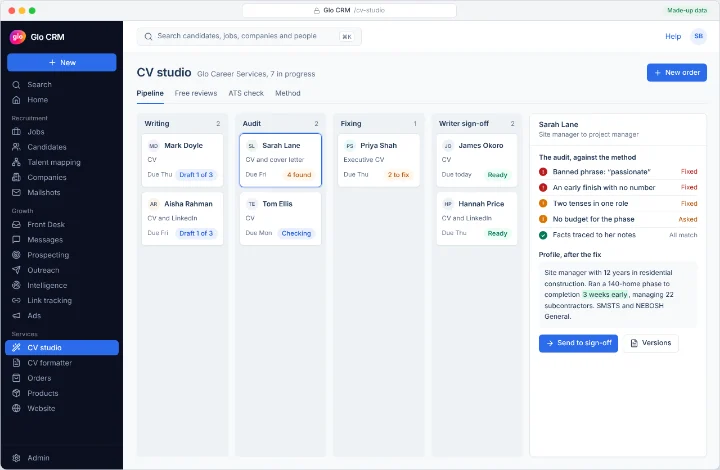 Glo CRM /cv-studio
Made-up data
glo Glo CRM
+ New
Search
Home
Recruitment
Jobs
Candidates
Talent mapping
Companies
Mailshots
Growth
Front Desk
Messages
Prospecting
Outreach
Intelligence
Link tracking
Ads
Services
CV studio
CV formatter
Orders
Products
Website
Admin
Search candidates, jobs, companies and people ⌘K
Help SB
CV studio Glo Career Services, 7 in progress
+ New order
Pipeline Free reviews ATS check Method
Writing 2
MD Mark Doyle
CV
Due Thu Draft 1 of 3
AR Aisha Rahman
CV and LinkedIn
Due Fri Draft 1 of 3
Audit 2
SL Sarah Lane
CV and cover letter
Due Fri 4 found
TE Tom Ellis
CV
Due Mon Checking
Fixing 1
PS Priya Shah
Executive CV
Due Thu 2 to fix
Writer sign-off 2
JO James Okoro
CV
Due today Ready
HP Hannah Price
CV and LinkedIn
Due Thu Ready
Sarah Lane
Site manager to project manager
The audit, against the method
Banned phrase: "passionate" Fixed
An early finish with no number Fixed
Two tenses in one role Fixed
No budget for the phase Asked
Facts traced to her notes All match
Profile, after the fix
Site manager with 12 years in residential
construction. Ran a 140-home phase to
completion 3 weeks early, managing 22
subcontractors. SMSTS and NEBOSH
General.
Send to sign-off Versions